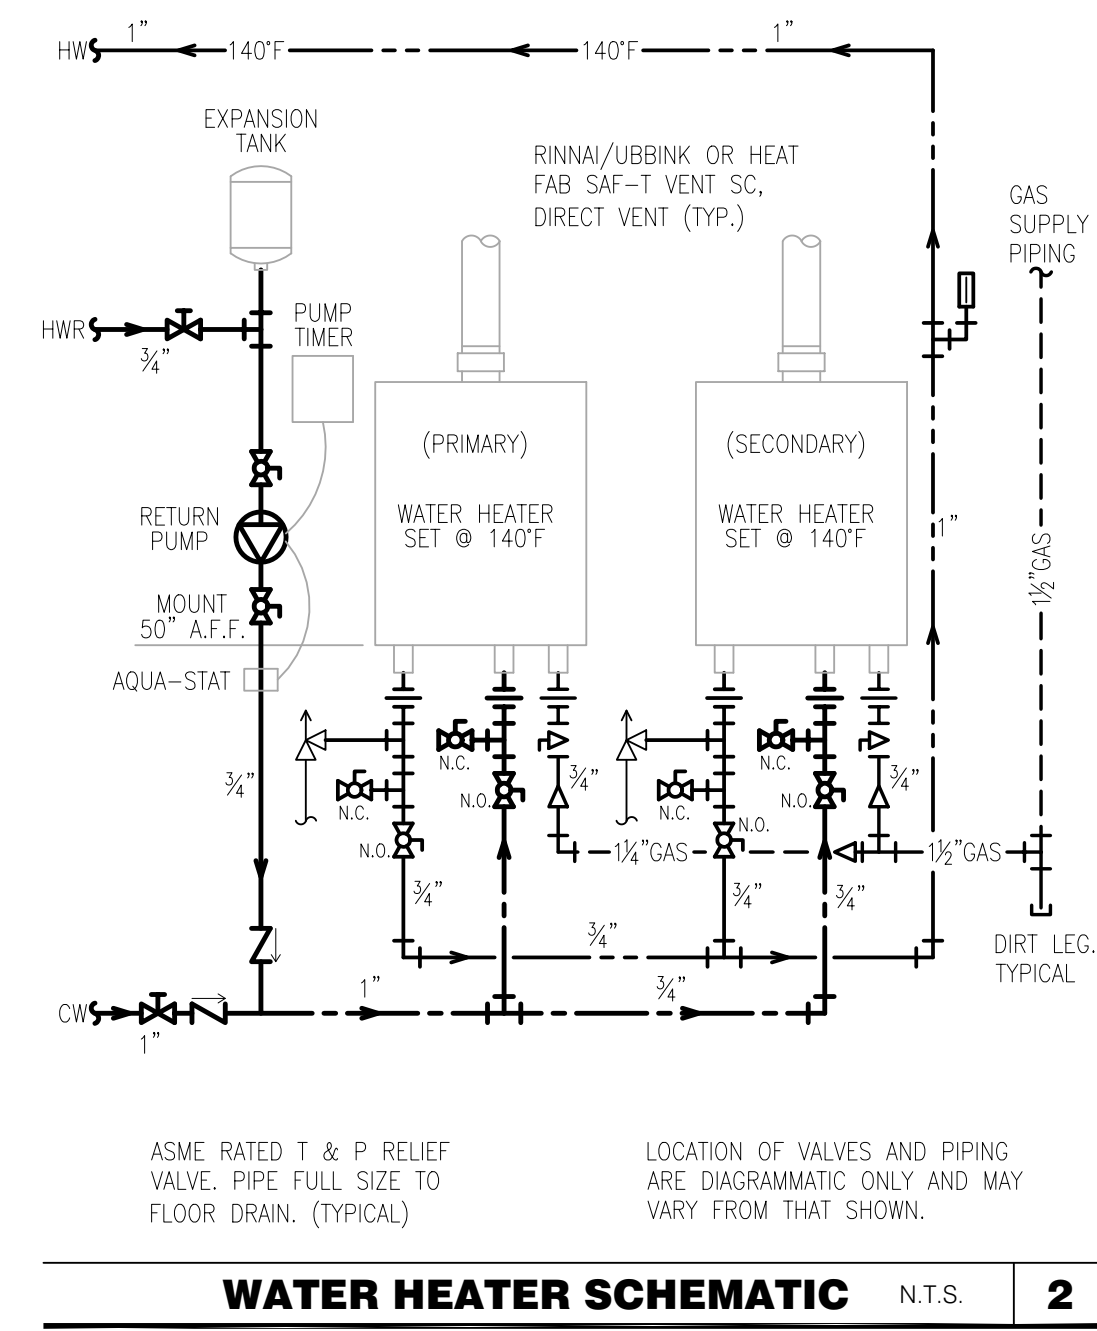 1"
1"
HW
140°F
140°F
EXPANSION
TANK
RINNAI/UBBINK OR HEAT
FAB SAF-T VENT SC,
DIRECT VENT (TYP.)
GAS
SUPPLY
PIPING
HWR
3/4"
PUMP
TIMER
(PRIMARY)
(SECONDARY)
RETURN
PUMP
WATER HEATER
SET @ 140°F
WATER HEATER
SET @ 140°F
1"
1½"GAS
MOUNT
50" A.F.F.
AQUA-STAT
3/4"
N.C.
N.C.
N.O.
N.O.
3/4"
N.C.
N.C.
N.O.
N.O.
3/4"
1¼"GAS
1½"GAS
3/4"
3/4"
3/4"
3/4"
DIRT LEG.
TYPICAL
CW
1"
1"
3/4"
ASME RATED T & P RELIEF
VALVE. PIPE FULL SIZE TO
FLOOR DRAIN. (TYPICAL)
LOCATION OF VALVES AND PIPING
ARE DIAGRAMMATIC ONLY AND MAY
VARY FROM THAT SHOWN.
WATER HEATER SCHEMATIC N.T.S. 2